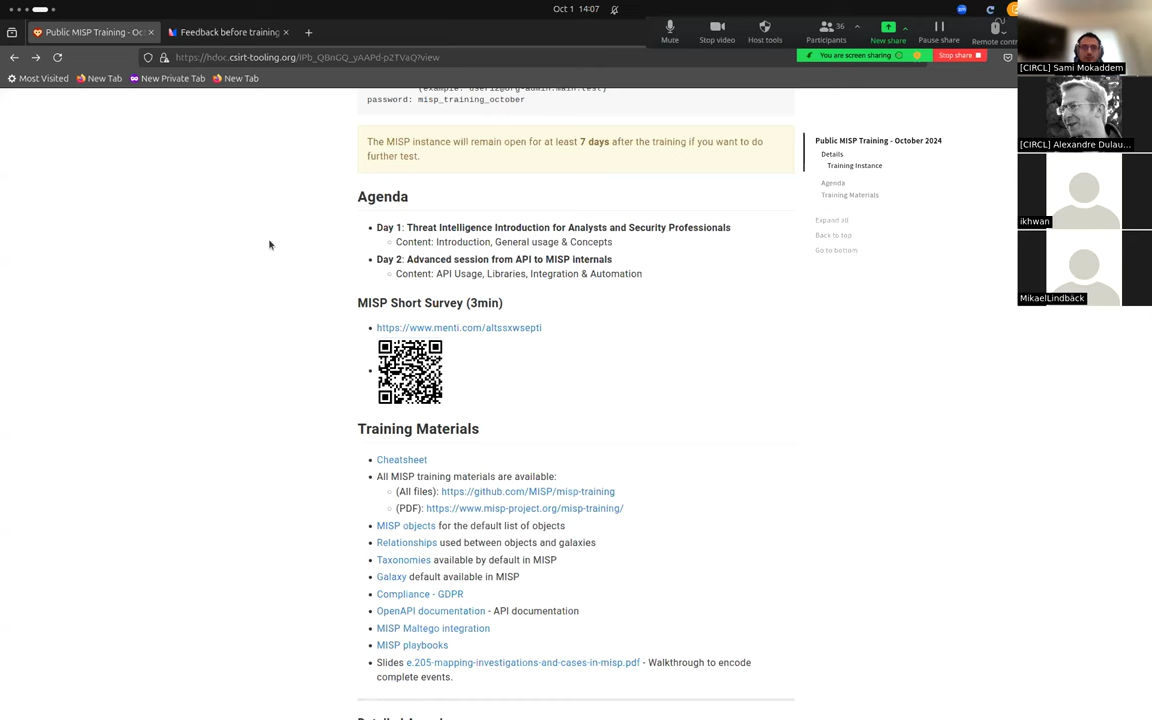 Oct 1 14:07
Public MISP Training - Oct
Feedback before training
https://hdoc.csirt-tooling.org/IPb_QBnGQ_yAAPd-p2TVaQ?view
Most Visited
New Tab
New Private Tab
New Tab
Mute
Stop video
Host tools
36
Participants
New share
Pause share
Remote contr
You are screen sharing
Stop share
[CIRCL] Sami Mokaddem
[CIRCL] Alexandre Dulau...
ikhwan
MikaelLindbäck
(example: user12@org-admin.main.test)
password: misp_training_october
The MISP instance will remain open for at least 7 days after the training if you want to do
further test.
Agenda
Day 1: Threat Intelligence Introduction for Analysts and Security Professionals
Content: Introduction, General usage & Concepts
Day 2: Advanced session from API to MISP internals
Content: API Usage, Libraries, Integration & Automation
MISP Short Survey (3min)
https://www.menti.com/altssxwsepti
Training Materials
Cheatsheet
All MISP training materials are available:
(All files): https://github.com/MISP/misp-training
(PDF): https://www.misp-project.org/misp-training/
MISP objects for the default list of objects
Relationships used between objects and galaxies
Taxonomies available by default in MISP
Galaxy default available in MISP
Compliance - GDPR
OpenAPI documentation - API documentation
MISP Maltego integration
MISP playbooks
Slides e.205-mapping-investigations-and-cases-in-misp.pdf - Walkthrough to encode
complete events.
Public MISP Training - October 2024
Details
Training Instance
Agenda
Training Materials
Expand all
Back to top
Go to bottom